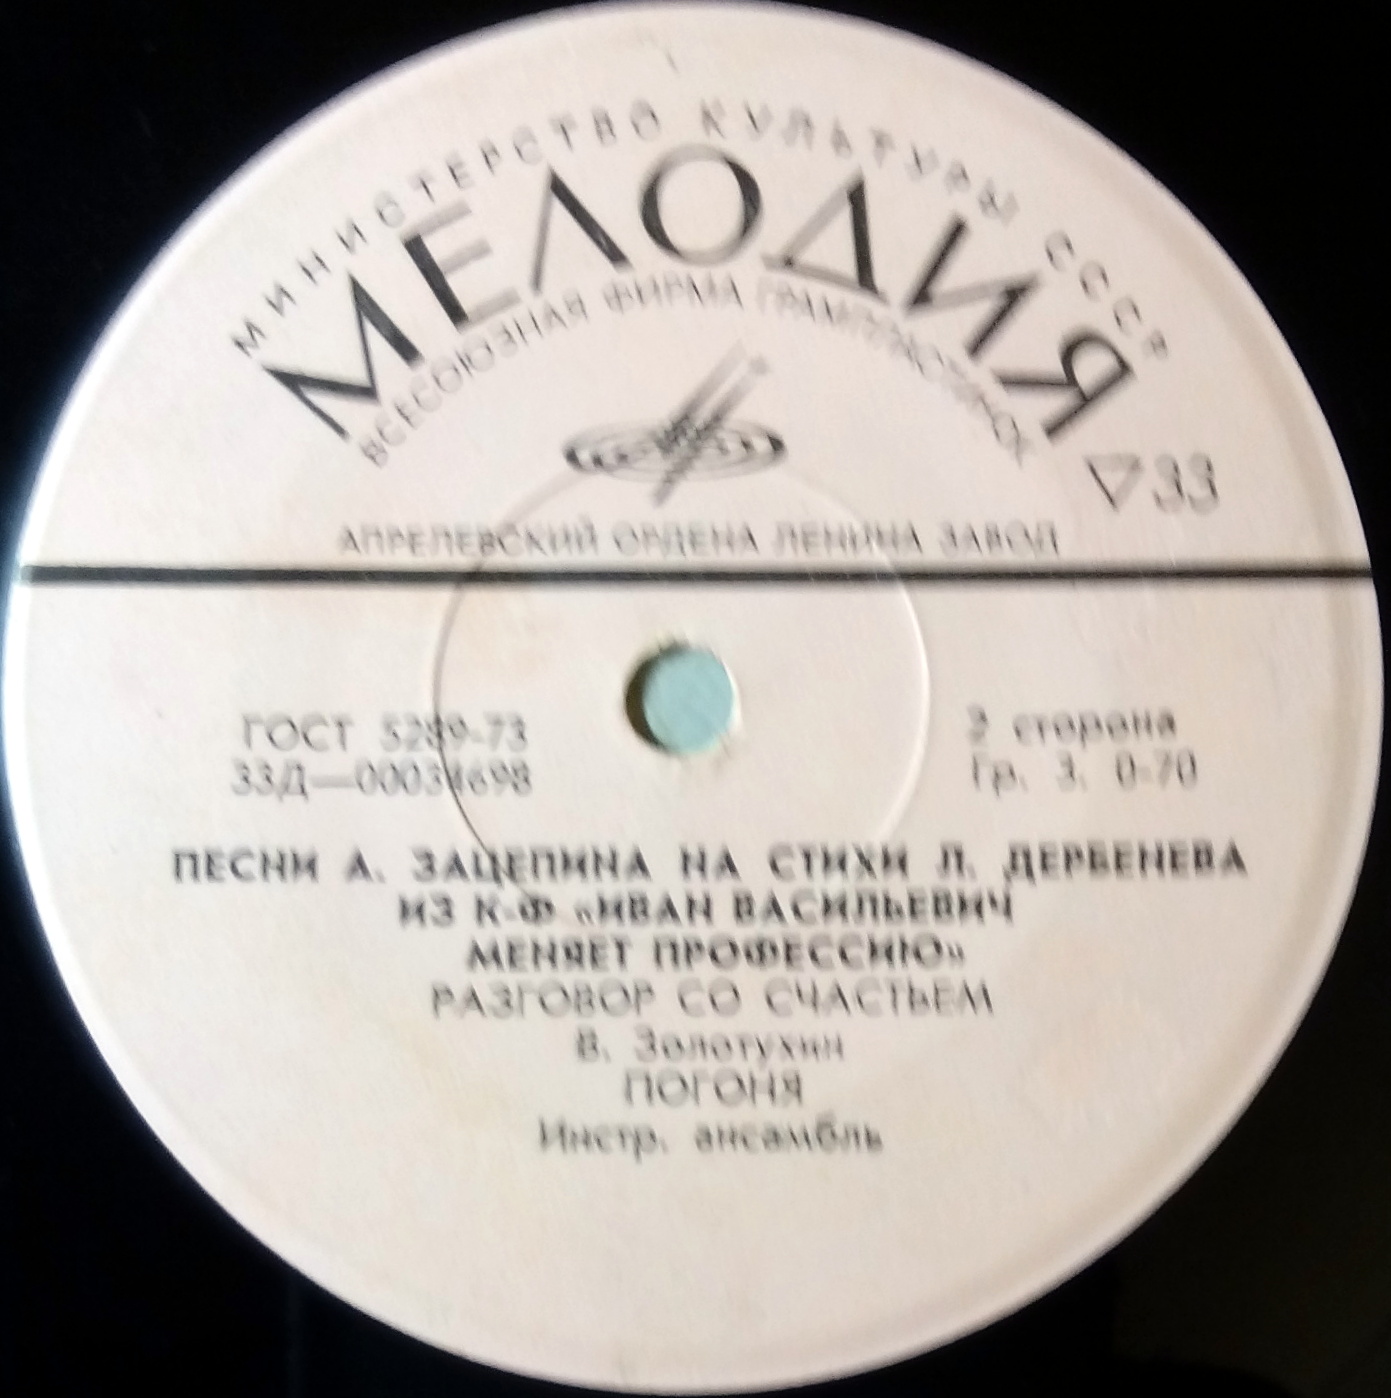 МИНИСТЕРСТВО КУЛЬТУРЫ СССР
МЕЛОДИЯ
ВСЕСОЮЗНАЯ ФИРМА ГРАМПЛАСТИНОК
▽33
АПРЕЛЕВСКИЙ ОРДЕНА ЛЕНИНА ЗАВОД
ГОСТ 5289-73
33Д—00034698
2 сторона
Гр. 3. 0-70
ПЕСНИ А. ЗАЦЕПИНА НА СТИХИ Л. ДЕРБЕНЕВА
ИЗ К-Ф «ИВАН ВАСИЛЬЕВИЧ
МЕНЯЕТ ПРОФЕССИЮ»
РАЗГОВОР СО СЧАСТЬЕМ
В. Золотухин
ПОГОНЯ
Инстр. ансамбль